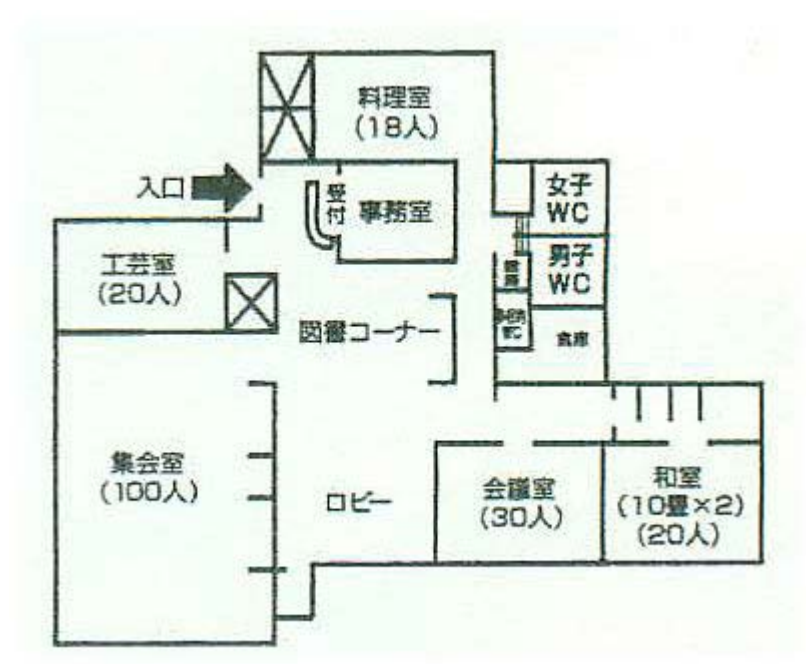 料理室
(18人)
入口
受付
事務室
女子
WC
工芸室
(20人)
男子
WC
図書コーナー
倉庫
集会室
(100人)
ロビー
会議室
(30人)
和室
(10畳×2)
(20人)